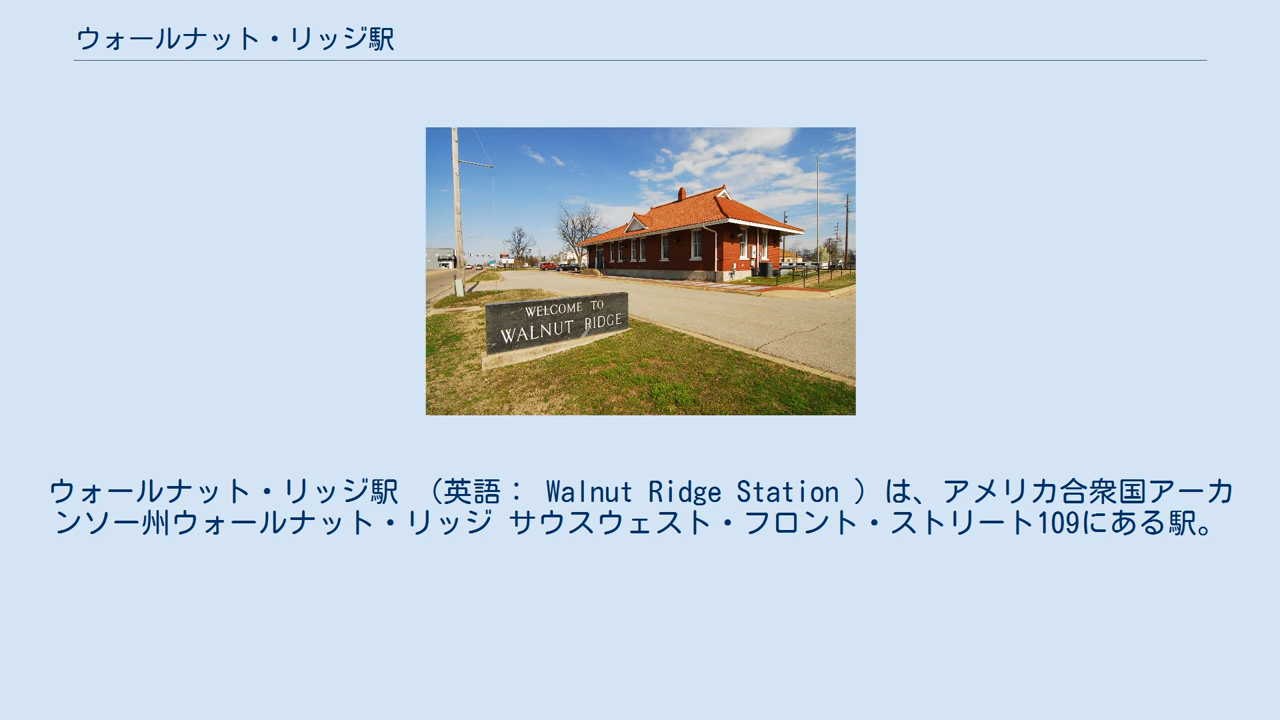 ウォールナット・リッジ駅
WELCOME TO
WALNUT RIDGE
ウォールナット・リッジ駅 （英語： Walnut Ridge Station ）は、アメリカ合衆国アーカ
ンソー州ウォールナット・リッジ サウスウェスト・フロント・ストリート109にある駅。